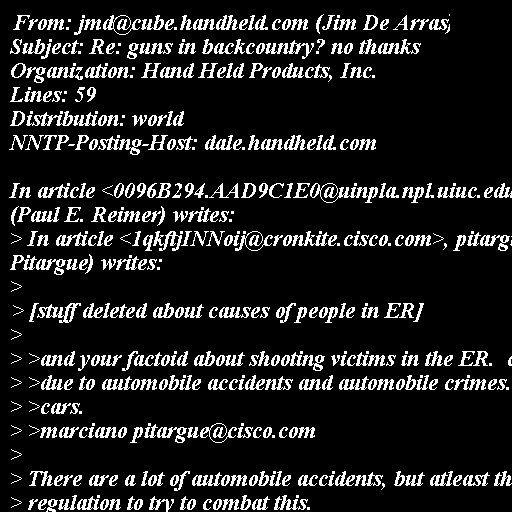 From: jmd@cube.handheld.com (Jim De Arras)
Subject: Re: guns in backcountry? no thanks
Organization: Hand Held Products, Inc.
Lines: 59
Distribution: world
NNTP-Posting-Host: dale.handheld.com

In article <0096B294.AAD9C1E0@uinpla.npl.uiuc.edu
(Paul E. Reimer) writes:
> In article <1qkftjINNoij@cronkite.cisco.com>, pitargu
Pitargue) writes:
>
> [stuff deleted about causes of people in ER]
>
> >and your factoid about shooting victims in the ER.
> >due to automobile accidents and automobile crimes.
> >cars.
> >marciano pitargue@cisco.com
>
> There are a lot of automobile accidents, but atleast th
> regulation to try to combat this.